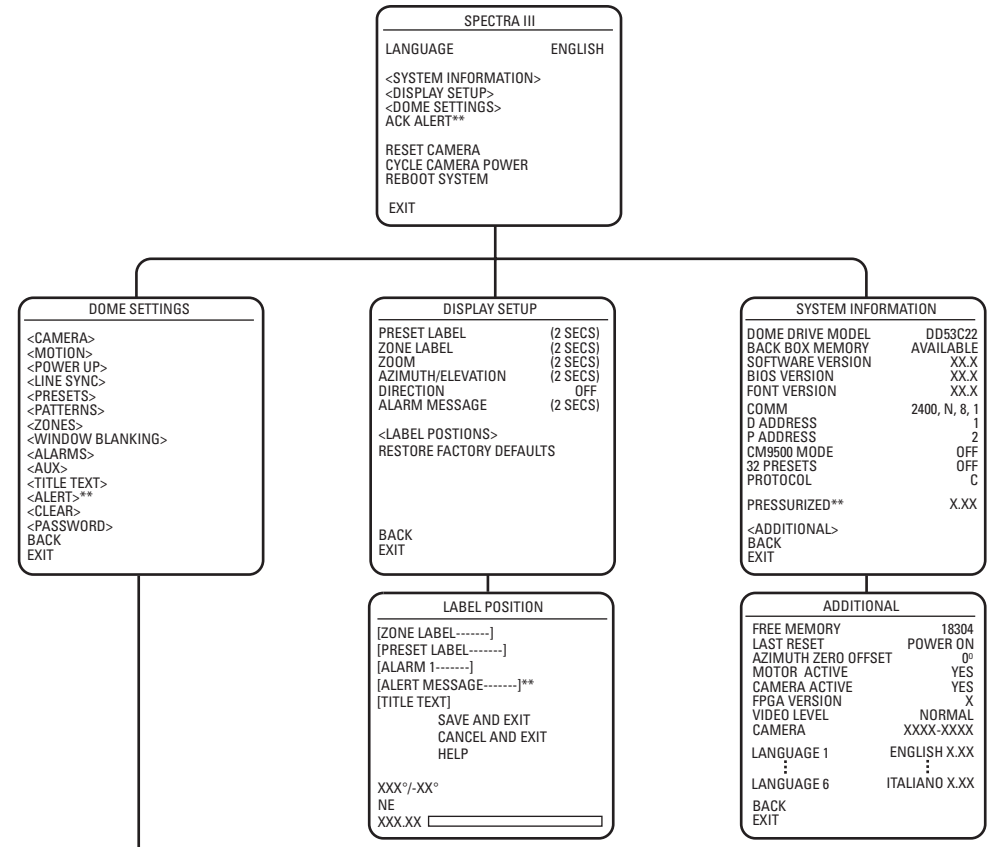 SPECTRA III
LANGUAGE ENGLISH
<SYSTEM INFORMATION>
<DISPLAY SETUP>
<DOME SETTINGS>
ACK ALERT**
RESET CAMERA
CYCLE CAMERA POWER
REBOOT SYSTEM
EXIT
DOME SETTINGS
<CAMERA>
<MOTION>
<POWER UP>
<LINE SYNC>
<PRESETS>
<PATTERNS>
<ZONES>
<WINDOW BLANKING>
<ALARMS>
<AUX>
<TITLE TEXT>
<ALERT>**
<CLEAR>
<PASSWORD>
BACK
EXIT
DISPLAY SETUP
PRESET LABEL (2 SECS)
ZONE LABEL (2 SECS)
ZOOM (2 SECS)
AZIMUTH/ELEVATION (2 SECS)
DIRECTION OFF
ALARM MESSAGE (2 SECS)
<LABEL POSTIONS>
RESTORE FACTORY DEFAULTS
BACK
EXIT
SYSTEM INFORMATION
DOME DRIVE MODEL DD53C22
BACK BOX MEMORY AVAILABLE
SOFTWARE VERSION XX.X
BIOS VERSION XX.X
FONT VERSION XX.X
COMM 2400, N, 8, 1
D ADDRESS 1
P ADDRESS 2
CM9500 MODE OFF
32 PRESETS OFF
PROTOCOL C
PRESSURIZED** X.XX
<ADDITIONAL>
BACK
EXIT
LABEL POSITION
[ZONE LABEL-------]
[PRESET LABEL-------]
[ALARM 1-------]
[ALERT MESSAGE-------]**
[TITLE TEXT]
SAVE AND EXIT
CANCEL AND EXIT
HELP
XXX°/-XX°
NE
XXX.XX
ADDITIONAL
FREE MEMORY 18304
LAST RESET POWER ON
AZIMUTH ZERO OFFSET 0º
MOTOR ACTIVE YES
CAMERA ACTIVE YES
FPGA VERSION X
VIDEO LEVEL NORMAL
CAMERA XXXX-XXXX
LANGUAGE 1 ENGLISH X.XX
LANGUAGE 6 ITALIANO X.XX
BACK
EXIT